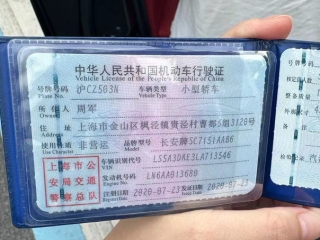 中华人民共和国机动车行驶证
Vehicle License of the People's Republic of China
号牌号码 沪CZ503N 车辆类型 小型轿车
Plate No. Vehicle Type
所有人 周军
Owner
住址 上海市金山区枫泾镇贵泾村曹都5组3120号
Address
使用性质 非营运 品牌型号 长安牌SC7151AAB6
Use Character Model
上海市公
安局交通
警察总队
车辆识别代号 LS5A3DKE3LA713546
VIN
发动机号码 LN6AA013680
Engine No.
注册日期 2020-07-23 发证日期 2020-07-23
Register Date Issue Date